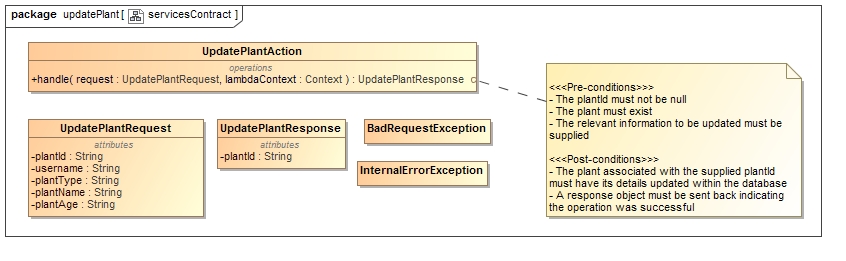 package updatePlant[ servicesContract ]
UpdatePlantAction
operations
+handle( request : UpdatePlantRequest, lambdaContext : Context ) : UpdatePlantResponse
<<<Pre-conditions>>>
- The plantId must not be null
- The plant must exist
- The relevant information to be updated must be
supplied
<<<Post-conditions>>>
- The plant associated with the supplied plantId
must have its details updated within the database
- A response object must be sent back indicating
the operation was successful
UpdatePlantRequest
attributes
-plantId : String
-username : String
-plantType : String
-plantName : String
-plantAge : String
UpdatePlantResponse
attributes
-plantId : String
BadRequestException
InternalErrorException